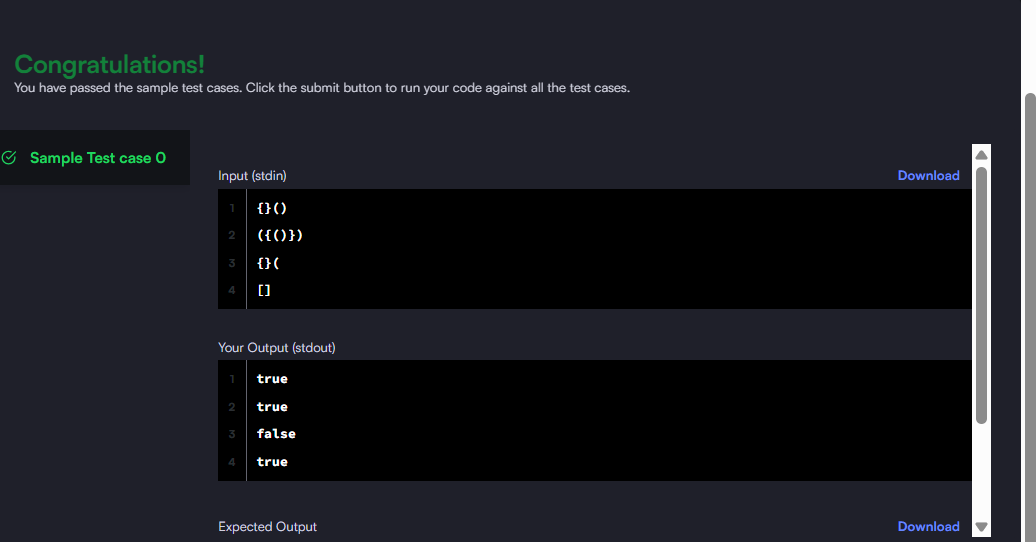 Congratulations!
You have passed the sample test cases. Click the submit button to run your code against all the test cases.
Sample Test case 0
Input (stdin)
Download
1 {}()
2 ({()})
3 {}(
4 []
Your Output (stdout)
1 true
2 true
3 false
4 true
Expected Output
Download